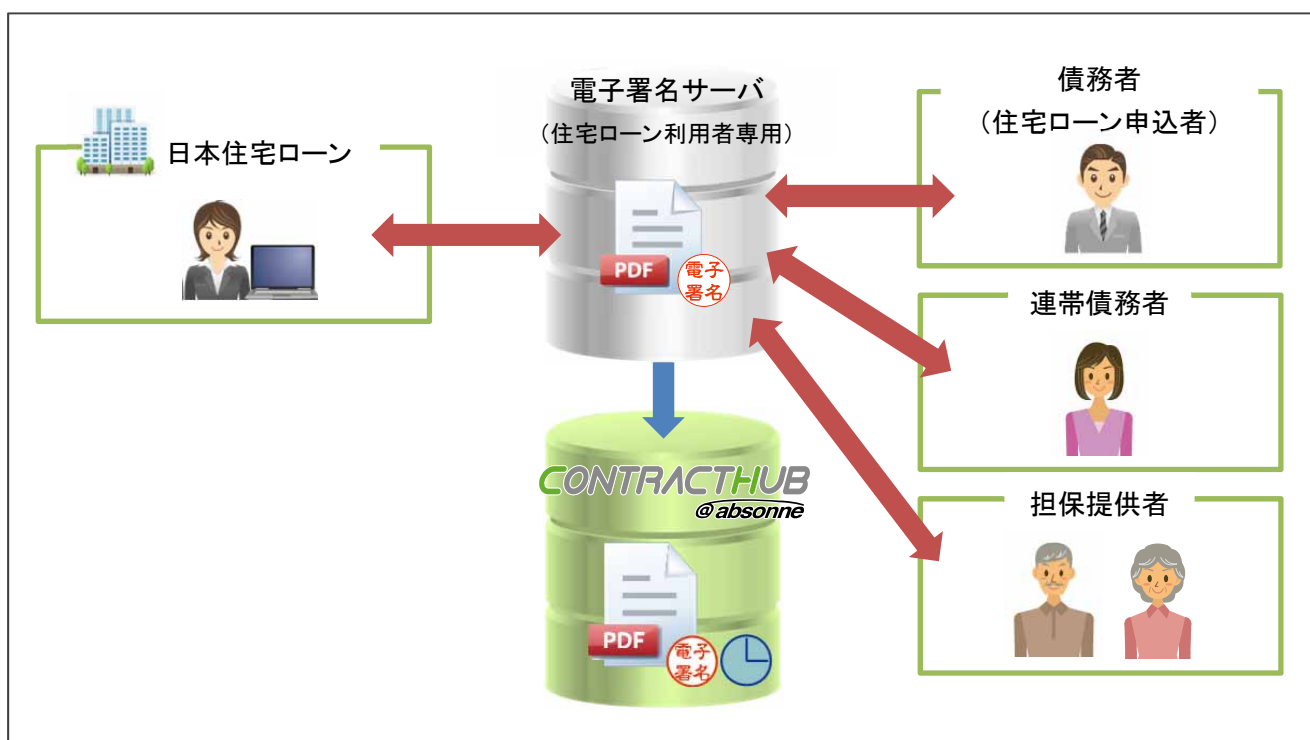 日本住宅ローン
電子署名サーバ
（住宅ローン利用者専用）
PDF
電子
署名
債務者
（住宅ローン申込者）
連帯債務者
担保提供者
CONTRACTHUB
@absonne
PDF
電子
署名